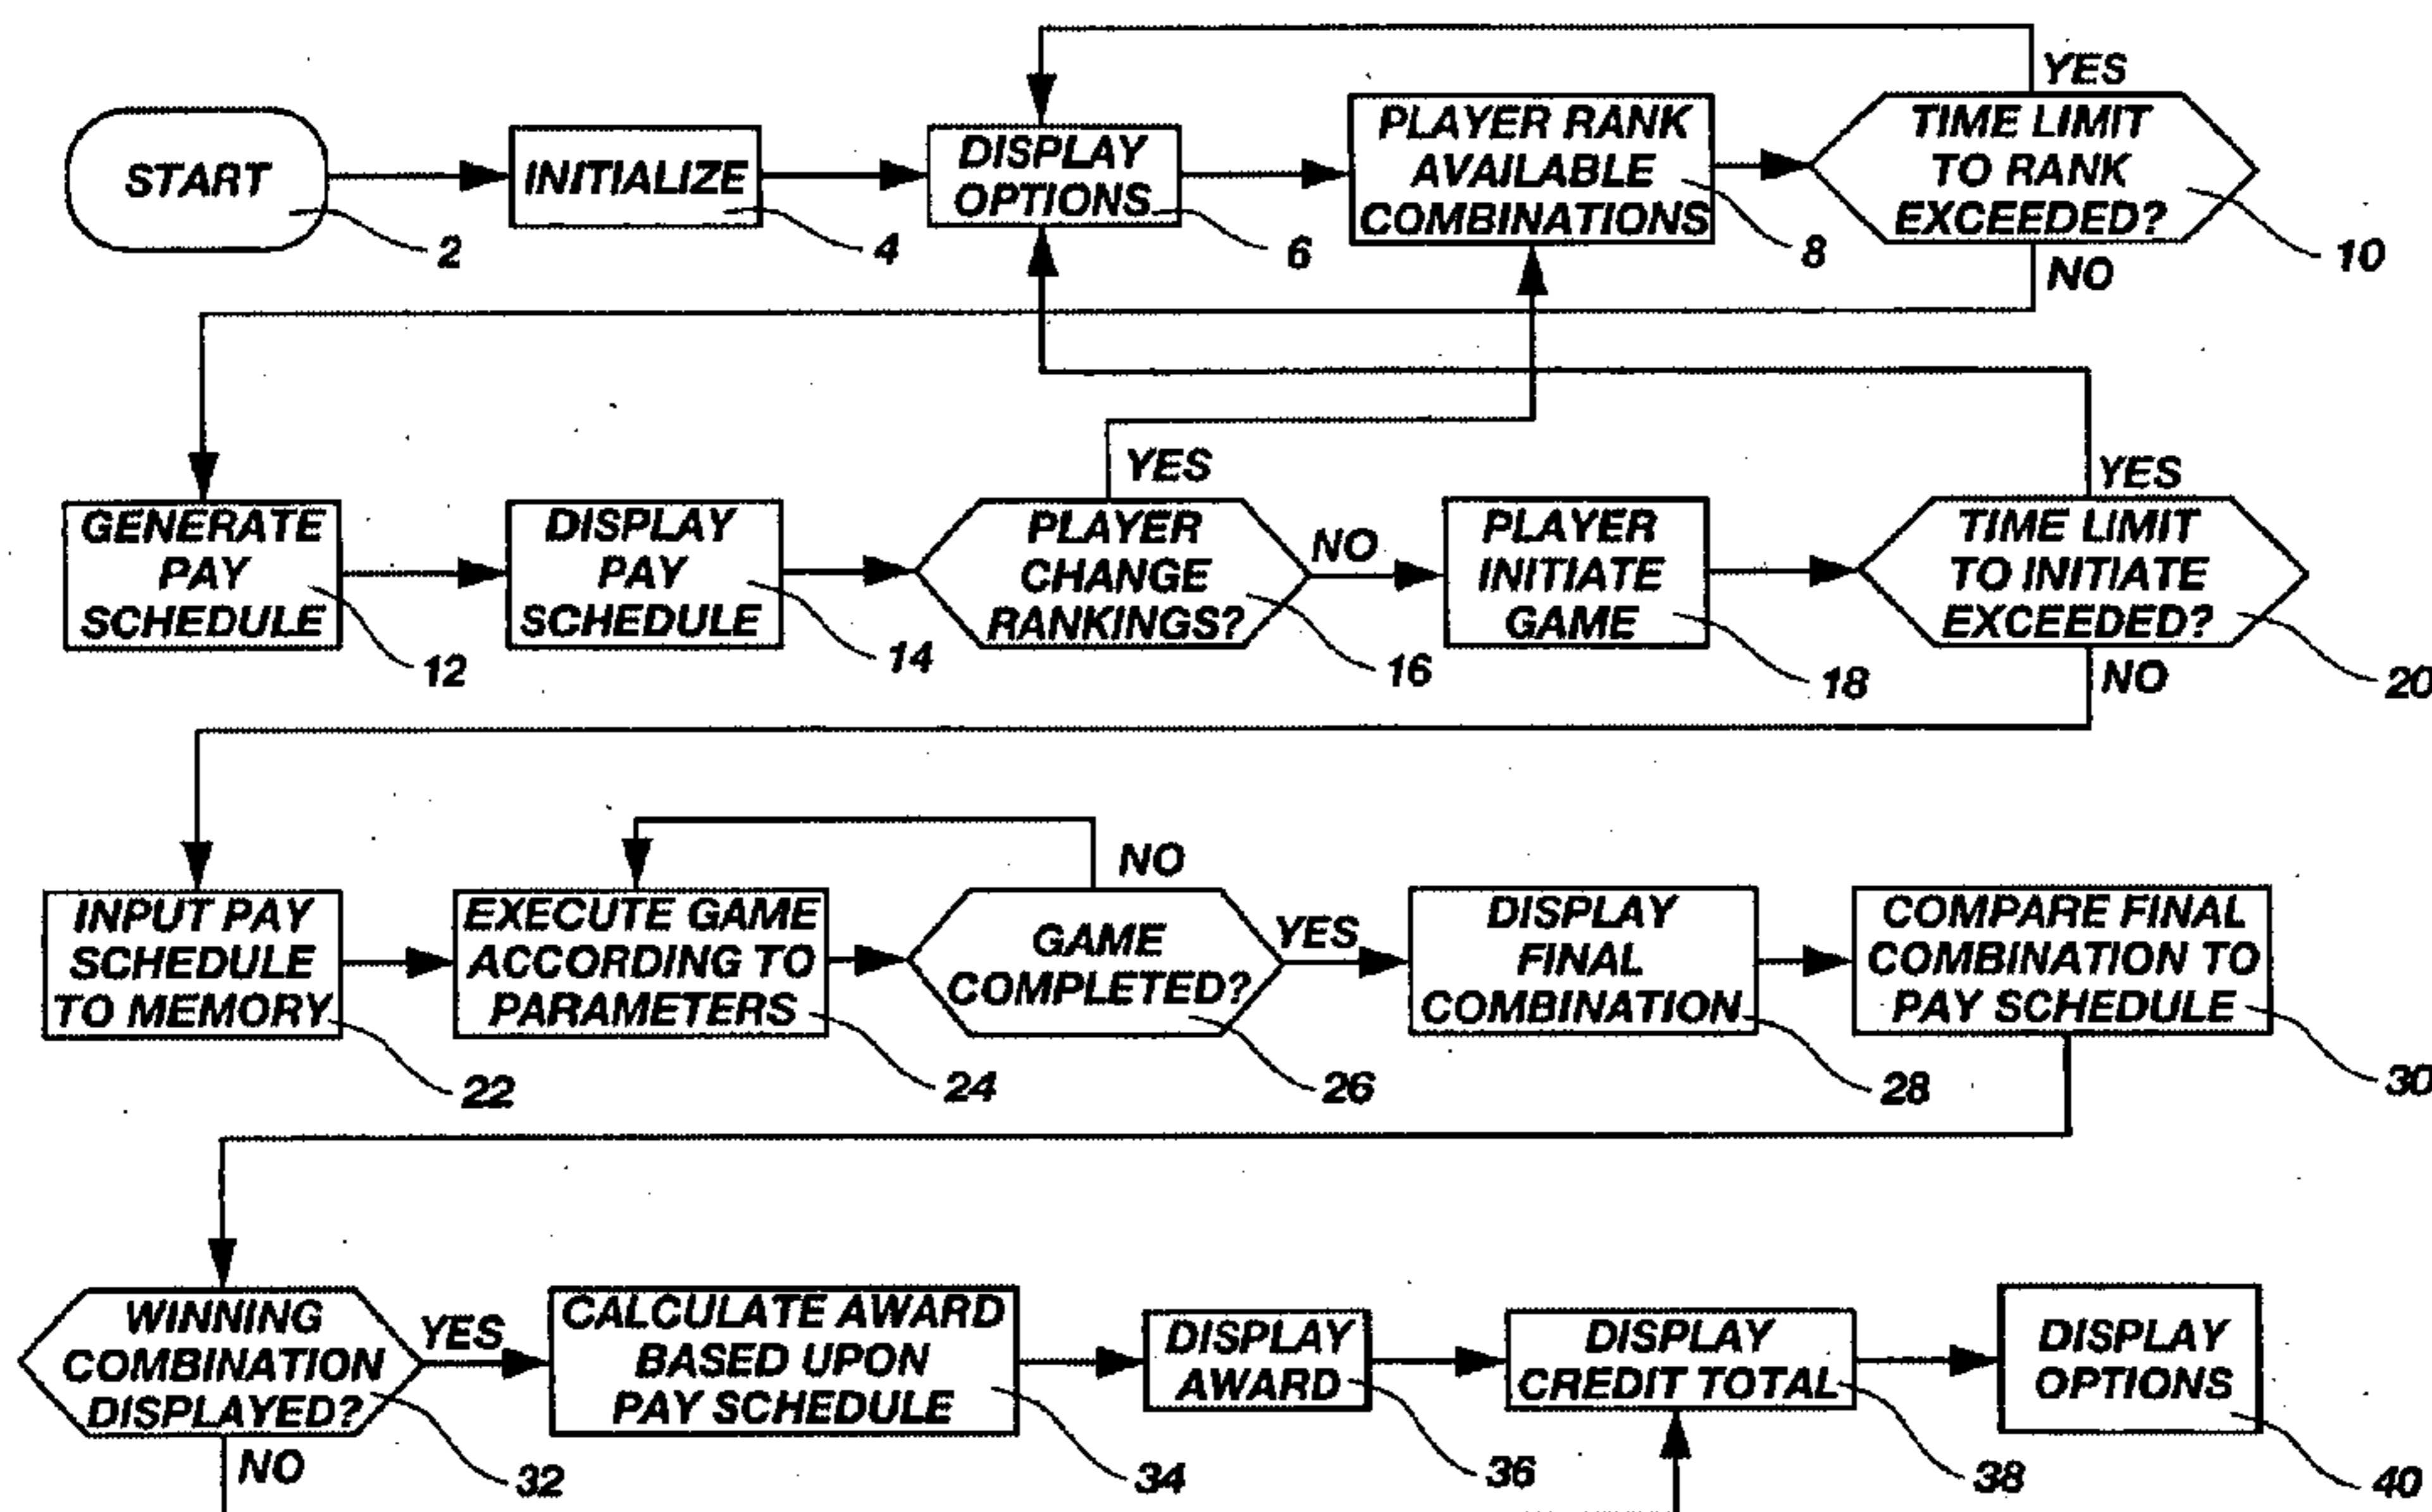 YES
START
INITIALIZE
DISPLAY
OPTIONS
PLAYER RANK
AVAILABLE
COMBINATIONS
TIME LIMIT
TO RANK
EXCEEDED?
2
4
6
8
10
NO
GENERATE
PAY
SCHEDULE
DISPLAY
PAY
SCHEDULE
YES
PLAYER
CHANGE
RANKINGS?
NO
PLAYER
INITIATE
GAME
YES
TIME LIMIT
TO INITIATE
EXCEEDED?
12
14
16
18
20
NO
INPUT PAY
SCHEDULE
TO MEMORY
EXECUTE GAME
ACCORDING TO
PARAMETERS
NO
GAME
COMPLETED?
YES
DISPLAY
FINAL
COMBINATION
COMPARE FINAL
COMBINATION TO
PAY SCHEDULE
22
24
26
28
30
WINNING
COMBINATION
DISPLAYED?
YES
CALCULATE AWARD
BASED UPON
PAY SCHEDULE
DISPLAY
AWARD
DISPLAY
CREDIT TOTAL
DISPLAY
OPTIONS
NO
32
34
36
38
40